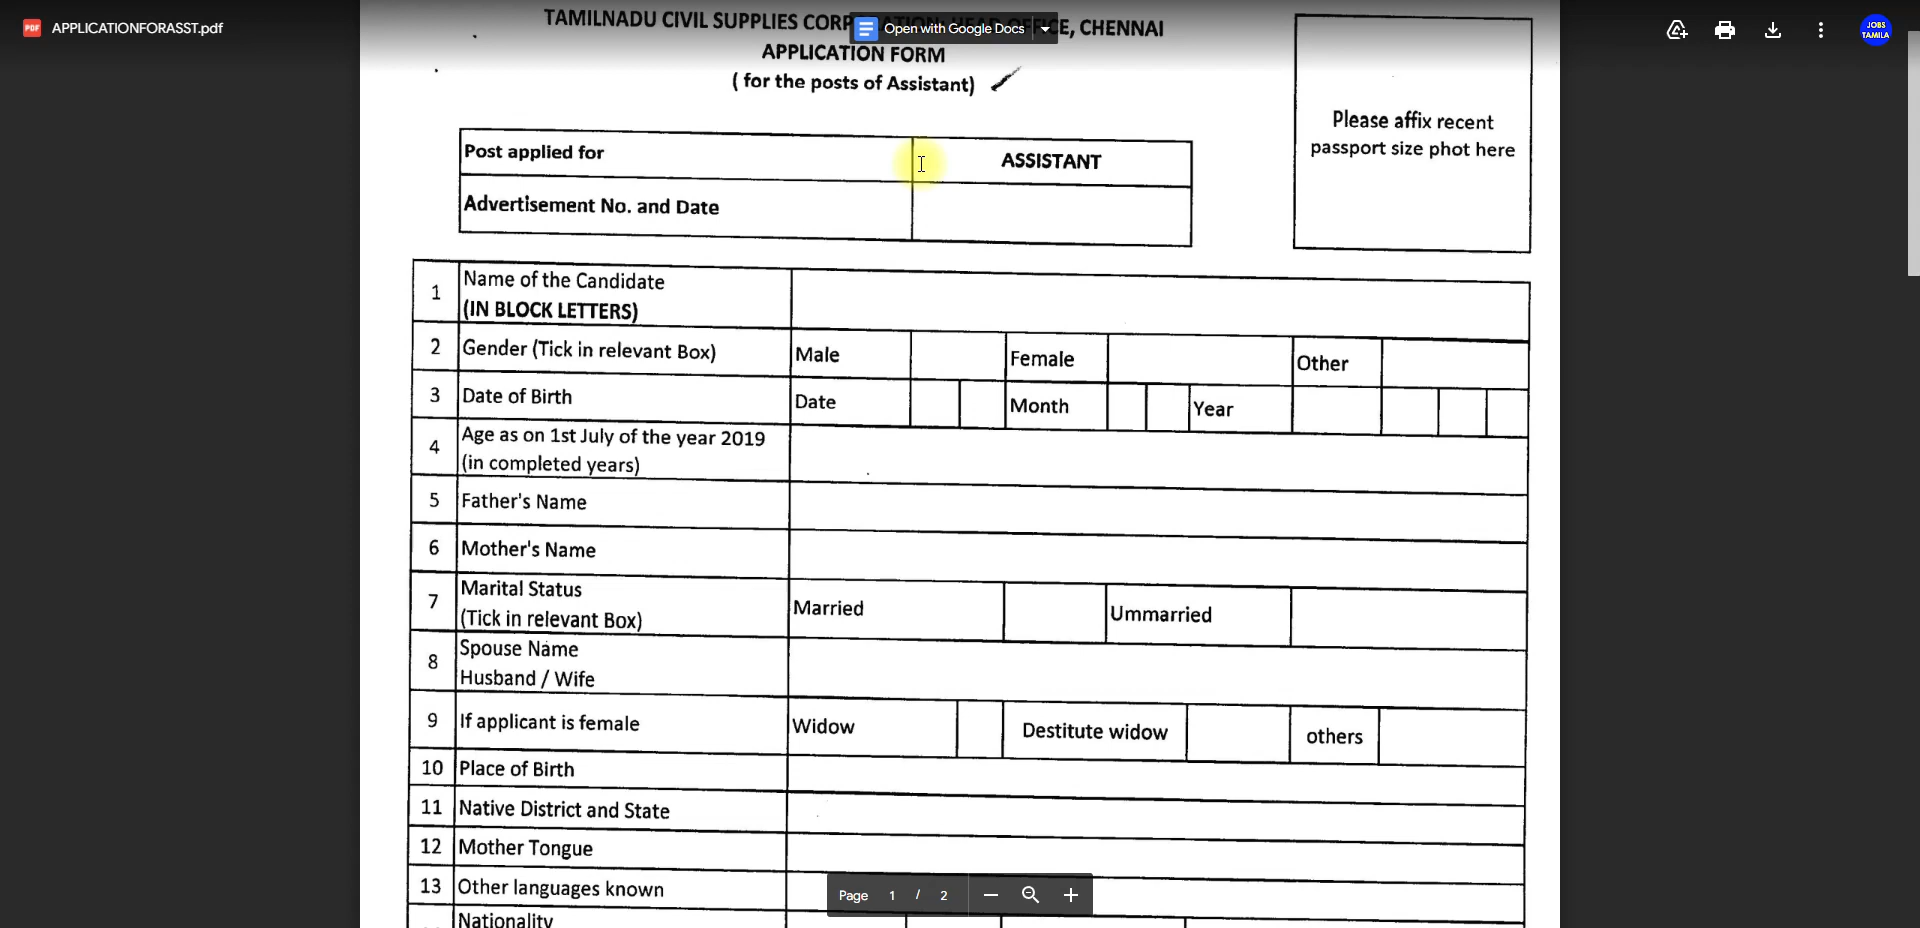 APPLICATIONFORASST.pdf
Open with Google Docs
JOBS
TAMILA
TAMILNADU CIVIL SUPPLIES CORP OFFICE, CHENNAI
APPLICATION FORM
( for the posts of Assistant)
Please affix recent
passport size phot here
Post applied for ASSISTANT
Advertisement No. and Date
1 Name of the Candidate
(IN BLOCK LETTERS)
2 Gender (Tick in relevant Box) Male Female Other
3 Date of Birth Date Month Year
4 Age as on 1st July of the year 2019
(in completed years)
5 Father's Name
6 Mother's Name
7 Marital Status
(Tick in relevant Box) Married Ummarried
8 Spouse Name
Husband / Wife
9 If applicant is female Widow Destitute widow others
10 Place of Birth
11 Native District and State
12 Mother Tongue
13 Other languages known
Nationality
Page 1 / 2